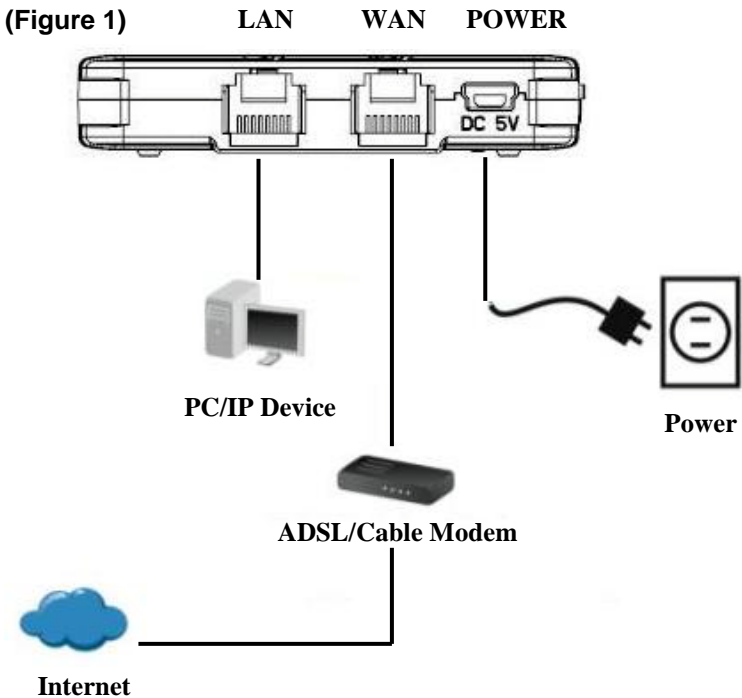 (Figure 1) LAN WAN POWER
DC 5V
PC/IP Device
Power
ADSL/Cable Modem
Internet